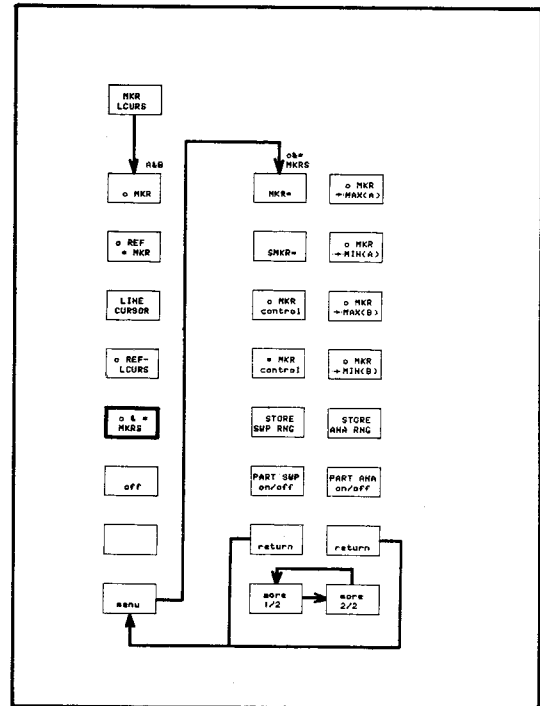 MKR
LCURS
A&B
o MKR
o REF
* MKR
LINE
CURSOR
o REF-
LCURS
o & *
MKRS
off
menu
o&*
MKRS
MKR=
SMKR=
o MKR
control
* MKR
control
STORE
SWP RNG
PART SWP
on/off
return
more
1/2
o MKR
→MAX(A)
o MKR
→MIN(A)
o MKR
→MAX(B)
o MKR
→MIN(B)
STORE
ANA RNG
PART ANA
on/off
return
more
2/2